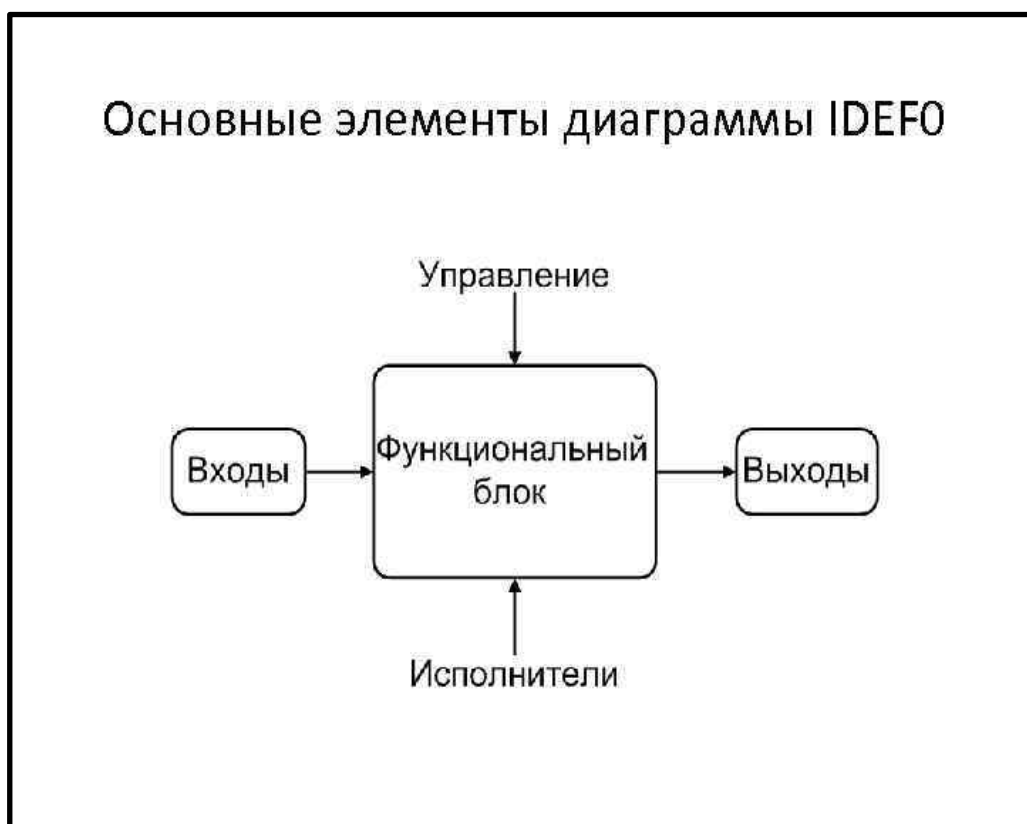 Основные элементы диаграммы IDEF0
Управление
Входы
Функциональный
блок
Выходы
Исполнители